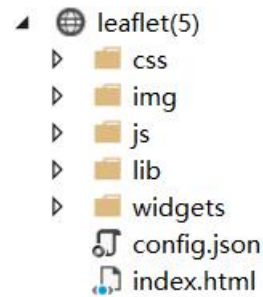 leaflet(5)
css
img
js
lib
widgets
config.json
index.html